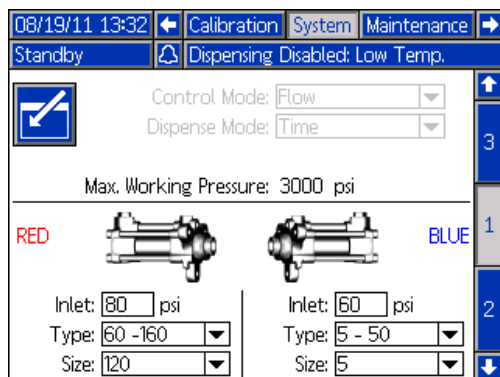 08/19/11 13:32 Calibration System Maintenance
Standby Dispensing Disabled: Low Temp.
Control Mode: Flow
Dispense Mode: Time
3
Max. Working Pressure: 3000 psi
RED BLUE 1
Inlet: 80 psi Inlet: 60 psi 2
Type: 60 -160 Type: 5 - 50
Size: 120 Size: 5